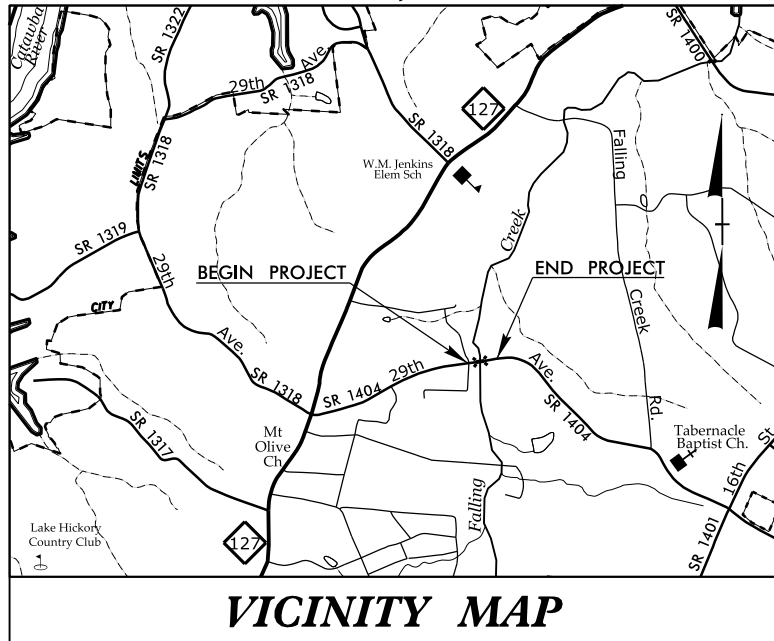 Catawba
River
SR 1322
SR 1400
29th
Ave.
SR 1318
127
SR 1318
Falling
LIMITS
SR 1318
W.M. Jenkins
Elem Sch
Creek
SR 1319
29th
BEGIN PROJECT
END PROJECT
CITY
Creek
Ave.
SR 1318
SR 1404
29th
Ave.
SR 1404
Rd.
SR 1317
Mt
Olive
Ch
Tabernacle
Baptist Ch.
16th
St
Falling
Lake Hickory
Country Club
127
SR 1401
VICINITY MAP